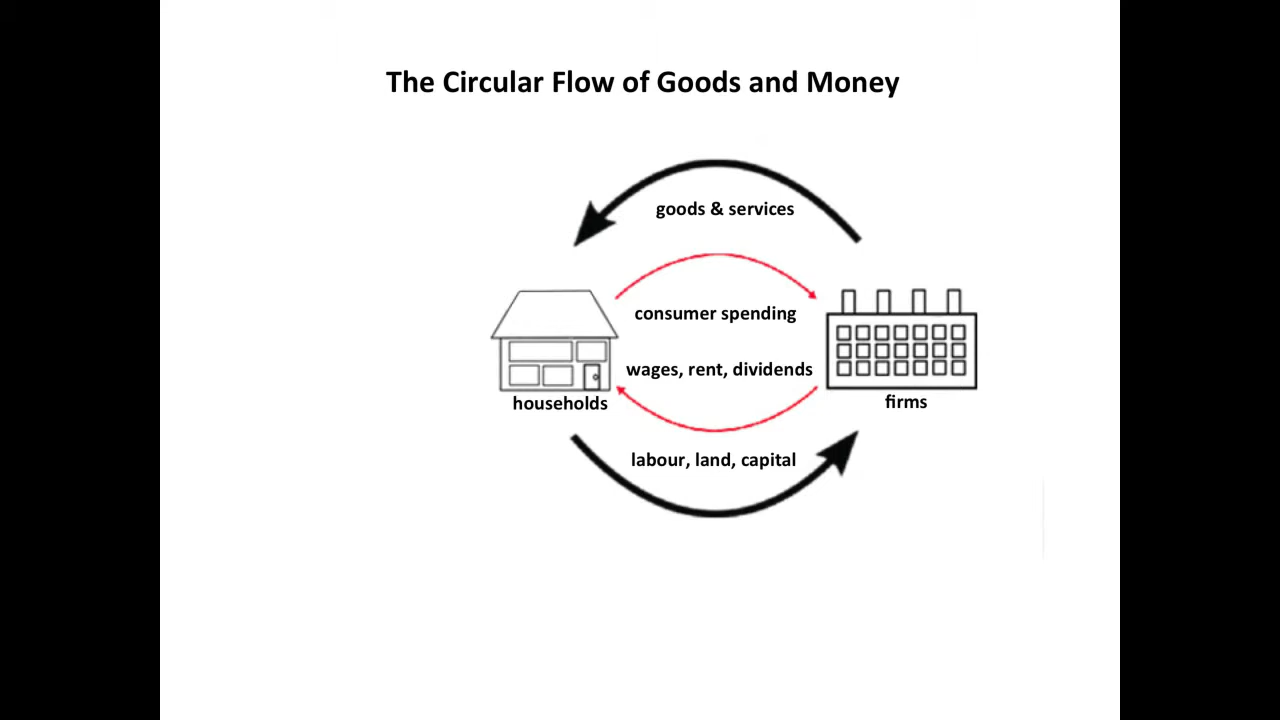 The Circular Flow of Goods and Money
goods & services
consumer spending
wages, rent, dividends
households
firms
labour, land, capital